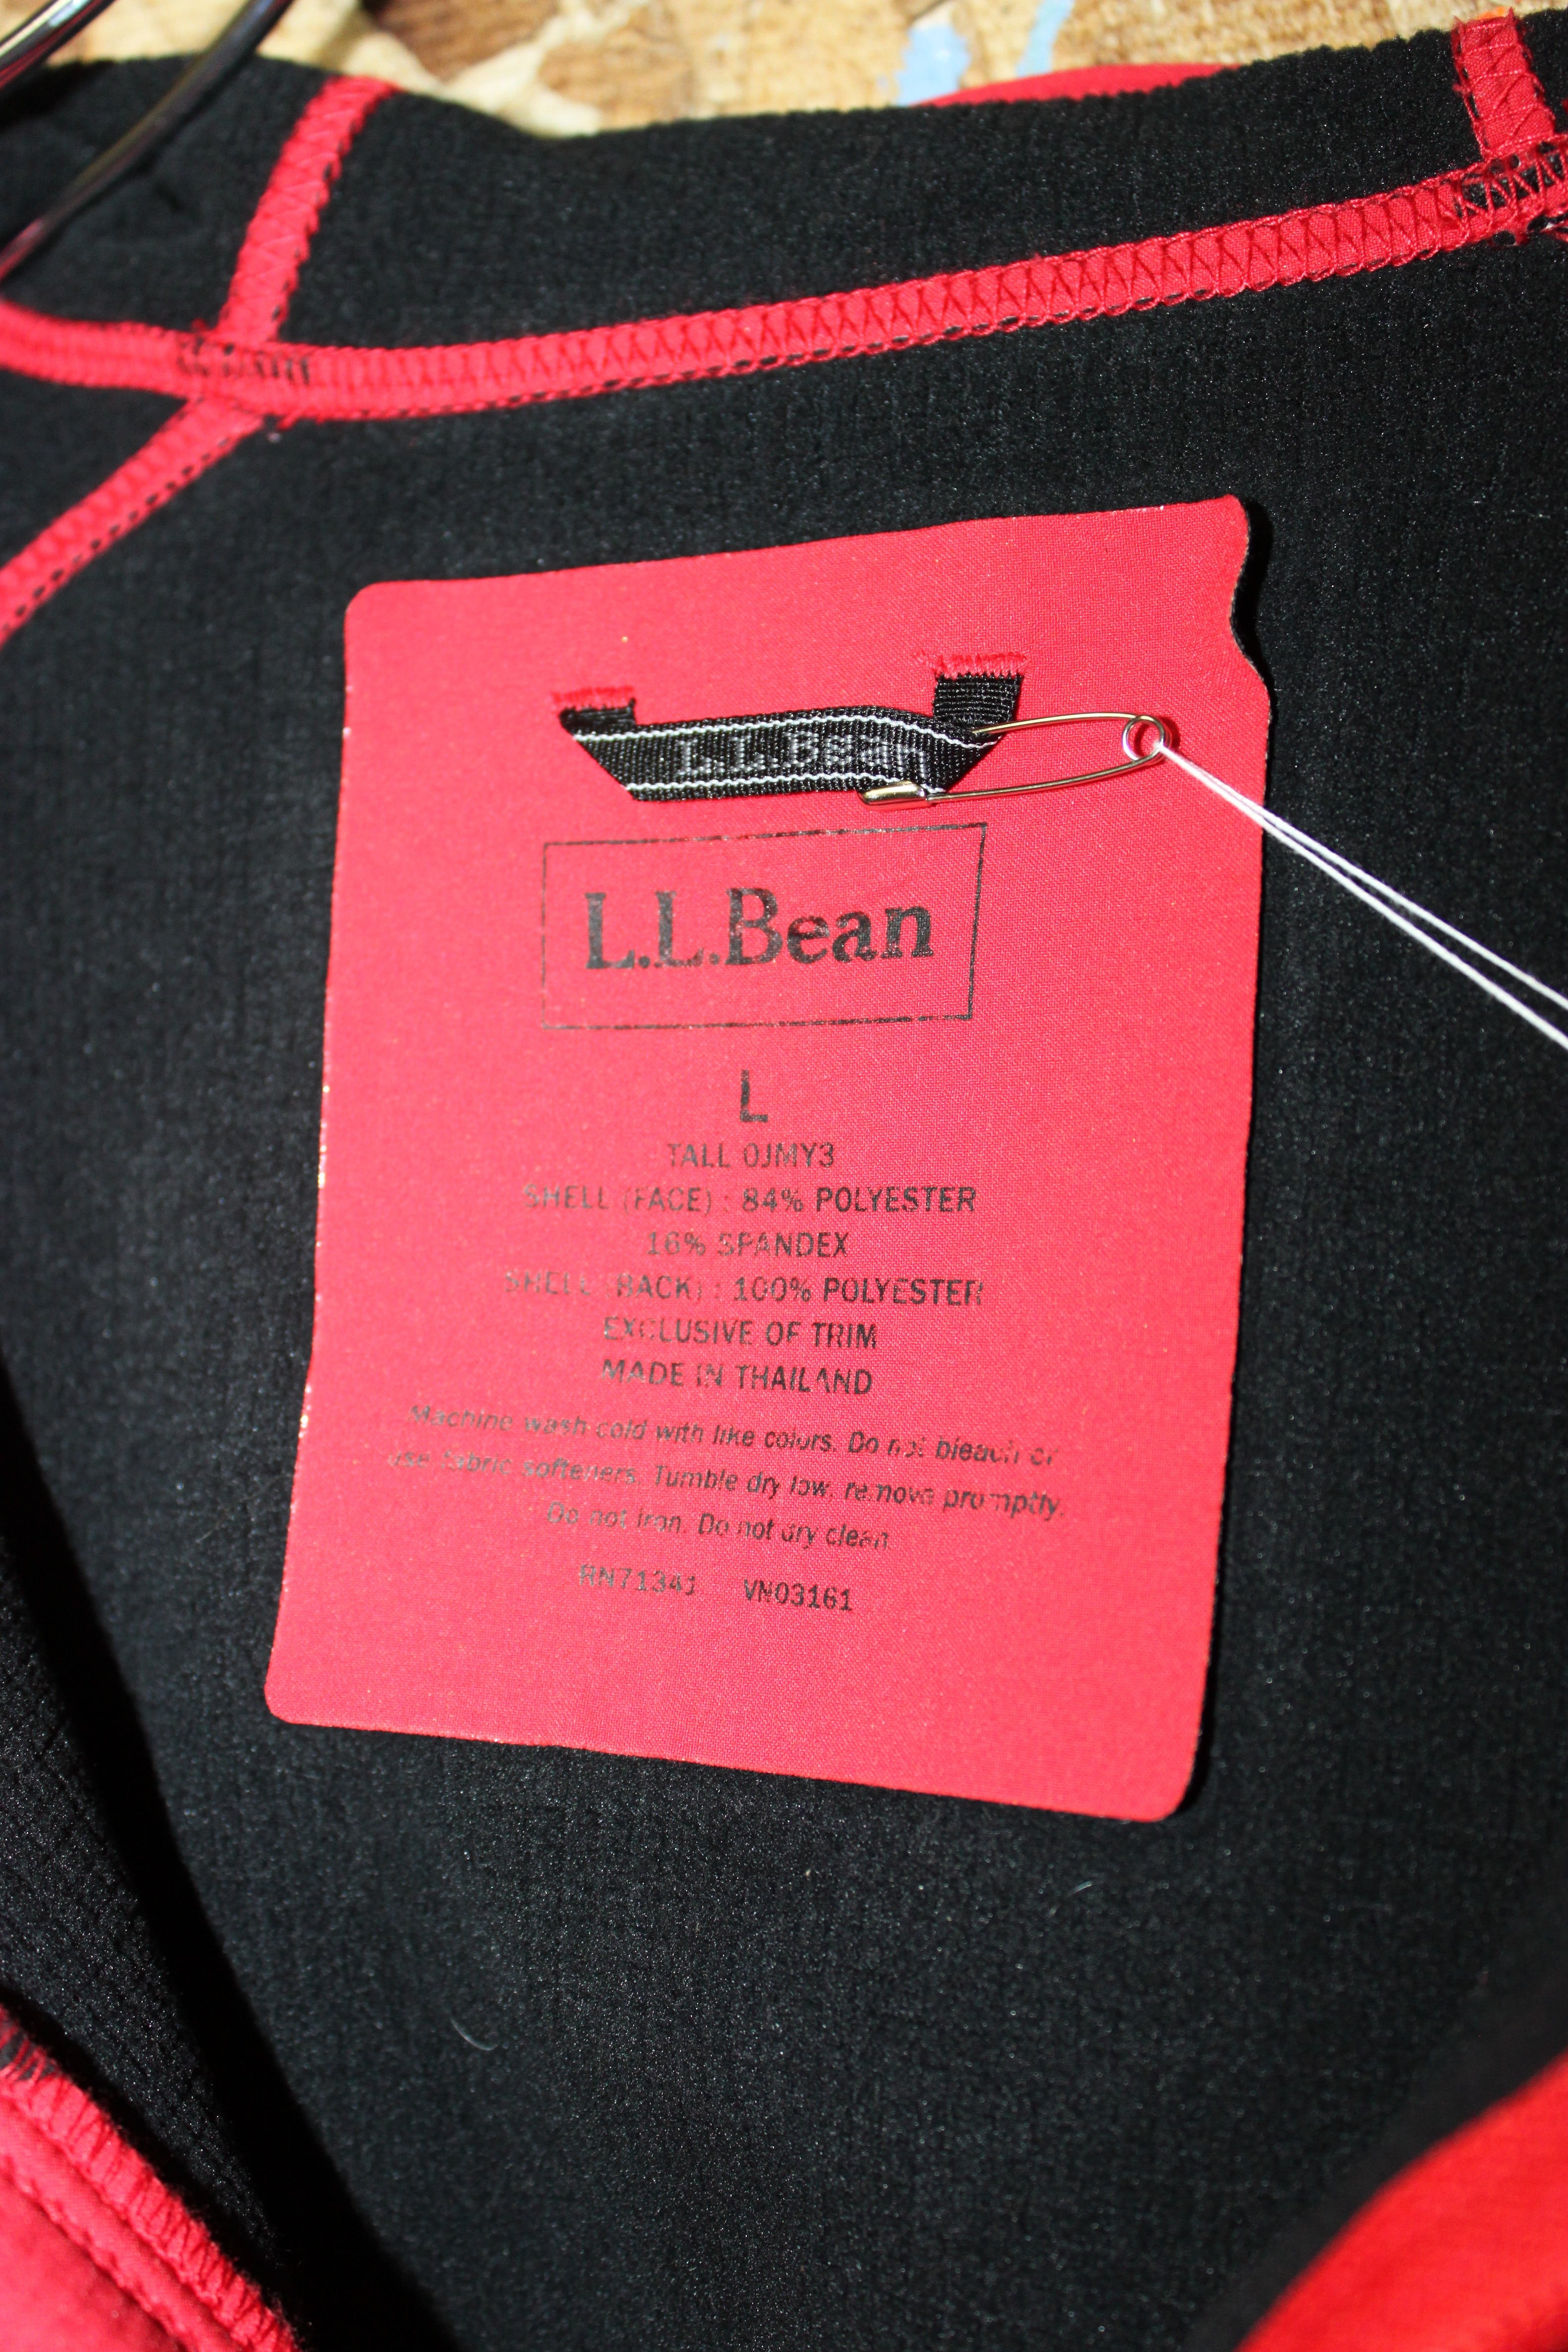 L.L.Bean
L.L.Bean
L
TALL 0JMY3
SHELL (FACE) : 84% POLYESTER
16% SPANDEX
SHELL (BACK) : 100% POLYESTER
EXCLUSIVE OF TRIM
MADE IN THAILAND
Machine wash cold with like colors. Do not bleach or
use fabric softeners. Tumble dry low, remove promptly.
Do not iron. Do not dry clean.
RN71341 VN03161